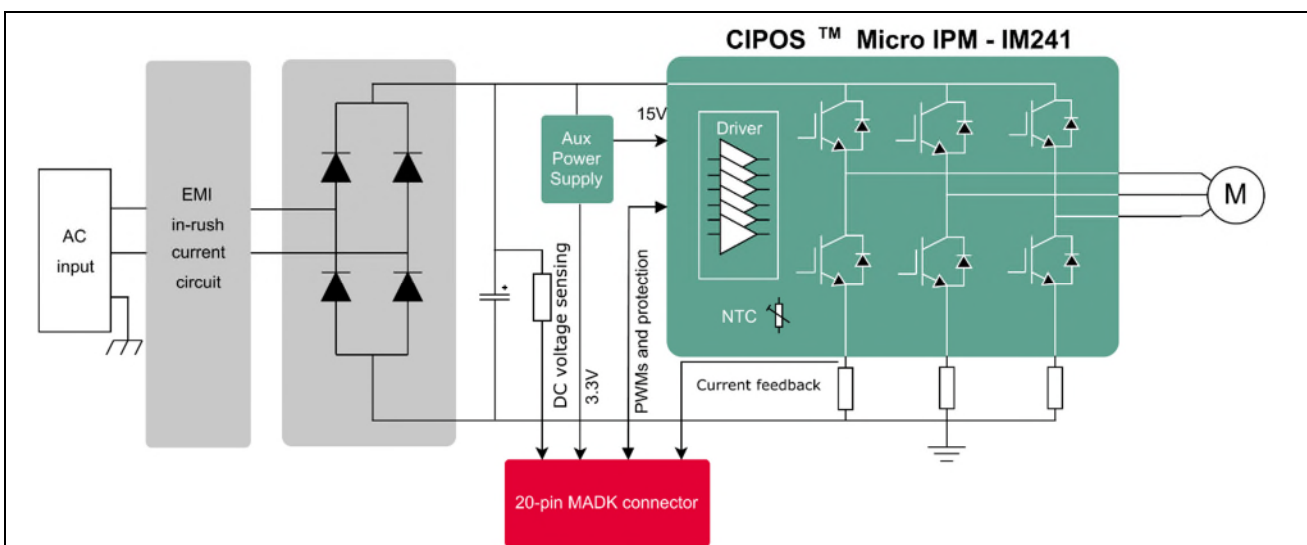 CIPOS ™ Micro IPM - IM241
AC
input
EMI
in-rush
current
circuit
DC voltage sensing
Aux
Power
Supply
3.3V
15V
PWMs and protection
Driver
NTC
Current feedback
M
+
20-pin MADK connector